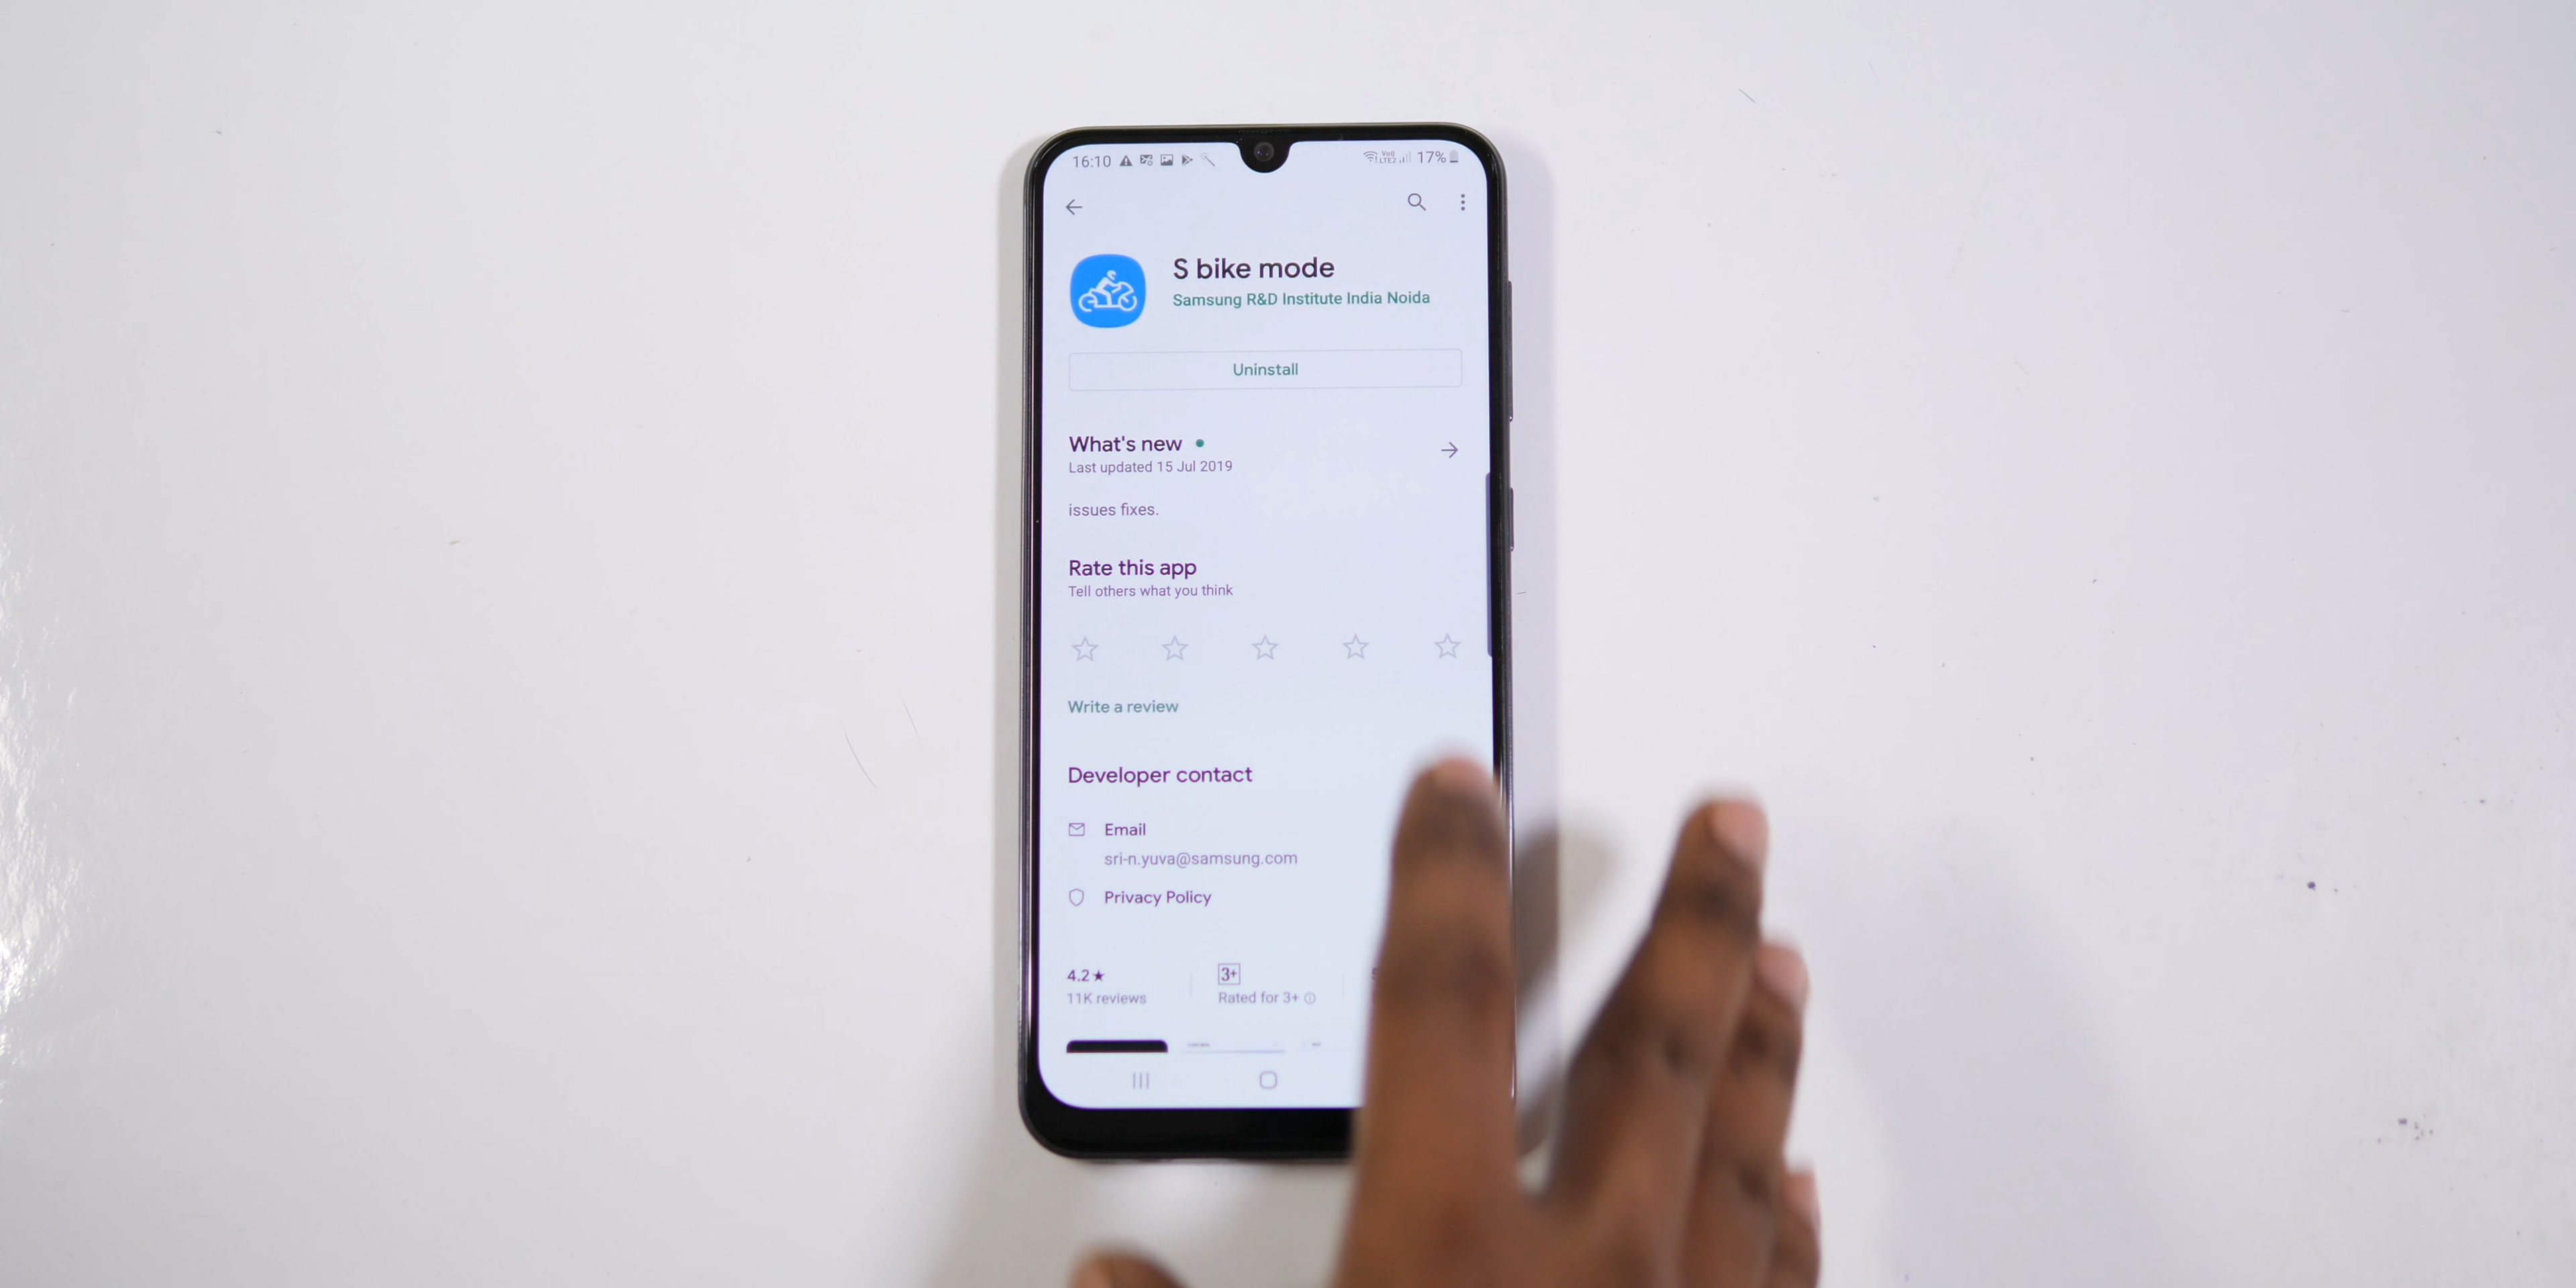 16:10 17%
S bike mode
Samsung R&D Institute India Noida
Uninstall
What's new
Last updated 15 Jul 2019
issues fixes.
Rate this app
Tell others what you think
Write a review
Developer contact
Email
sri-n.yuva@samsung.com
Privacy Policy
4.2★ 3+
11K reviews Rated for 3+